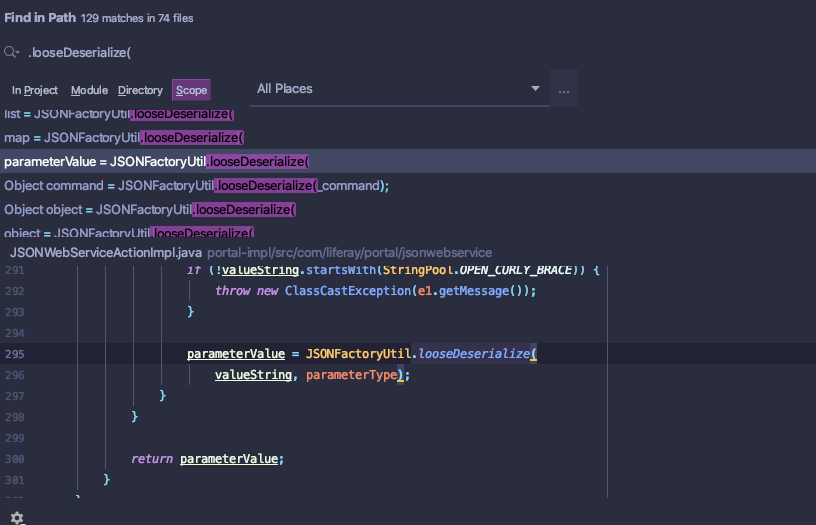 Find in Path 129 matches in 74 files
.looseDeserialize(
In Project Module Directory Scope All Places ...
list = JSONFactoryUtil.looseDeserialize(
map = JSONFactoryUtil.looseDeserialize(
parameterValue = JSONFactoryUtil.looseDeserialize(
Object command = JSONFactoryUtil.looseDeserialize(_command);
Object object = JSONFactoryUtil.looseDeserialize(
object = JSONFactoryUtil.looseDeserialize(
JSONWebServiceActionImpl.java portal-impl/src/com/liferay/portal/jsonwebservice
291 if (!valueString.startsWith(StringPool.OPEN_CURLY_BRACE)) {
292 throw new ClassCastException(e1.getMessage());
293 }
294
295 parameterValue = JSONFactoryUtil.looseDeserialize(
296 valueString, parameterType);
297 }
298 }
299
300 return parameterValue;
301 }